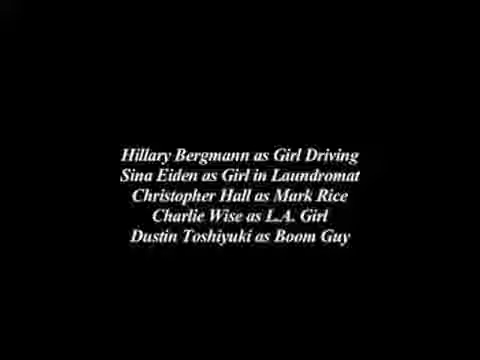 Hillary Bergmann as Girl Driving
Sina Eiden as Girl in Laundromat
Christopher Hall as Mark Rice
Charlie Wise as L.A. Girl
Dustin Toshiyuki as Boom Guy